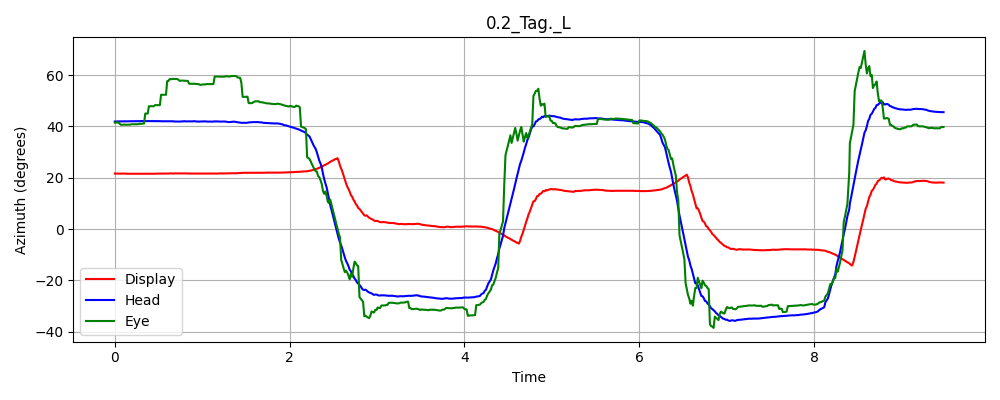 0.2_Tag._L
Azimuth (degrees)
60
40
20
0
−20
−40
Display
Head
Eye
0 2 4 6 8
Time